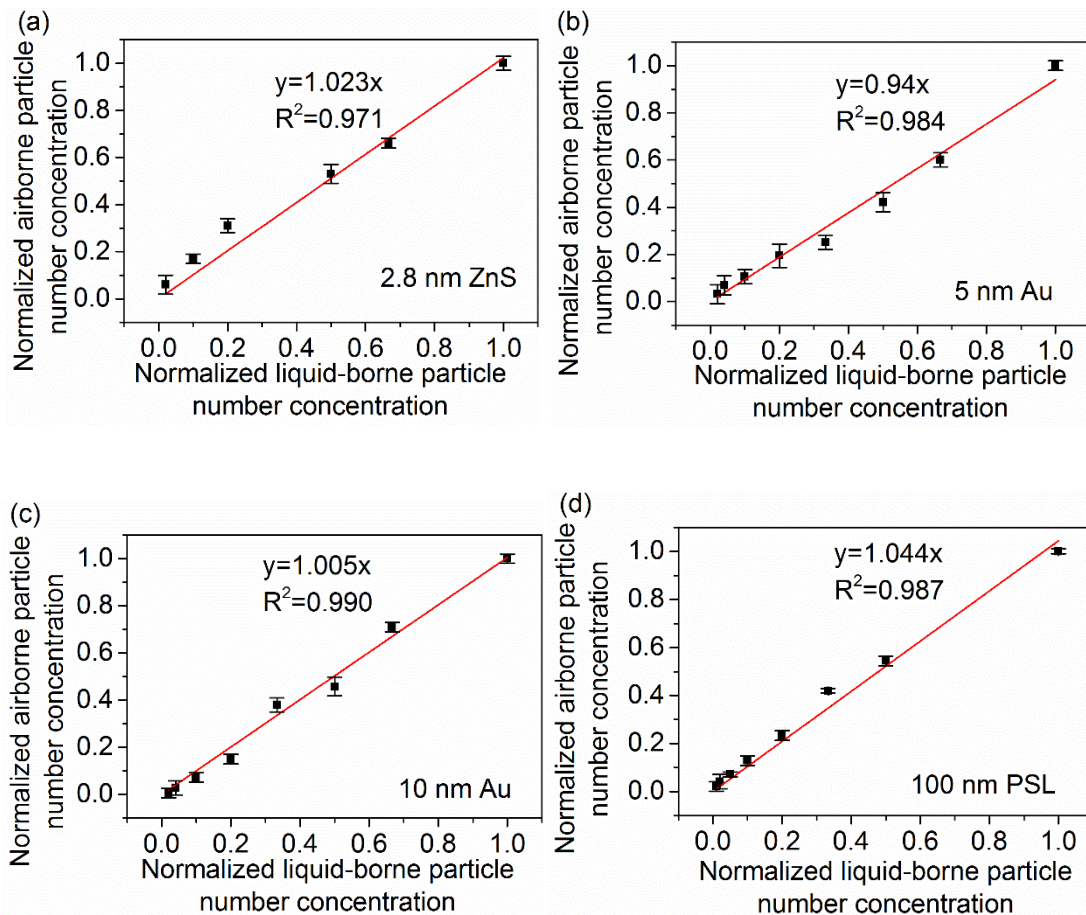 (a)
Normalized airborne particle
number concentration
1.0
0.8
0.6
0.4
0.2
0.0
y=1.023x
R²=0.971
2.8 nm ZnS
0.0 0.2 0.4 0.6 0.8 1.0
Normalized liquid-borne particle
number concentration
(b)
Normalized airborne particle
number concentration
1.0
0.8
0.6
0.4
0.2
0.0
y=0.94x
R²=0.984
5 nm Au
0.0 0.2 0.4 0.6 0.8 1.0
Normalized liquid-borne particle
number concentration
(c)
Normalized airborne particle
number concentration
1.0
0.8
0.6
0.4
0.2
0.0
y=1.005x
R²=0.990
10 nm Au
0.0 0.2 0.4 0.6 0.8 1.0
Normalized liquid-borne particle
number concentration
(d)
Normalized airborne particle
number concentration
1.0
0.8
0.6
0.4
0.2
0.0
y=1.044x
R²=0.987
100 nm PSL
0.0 0.2 0.4 0.6 0.8 1.0
Normalized liquid-borne particle
number concentration